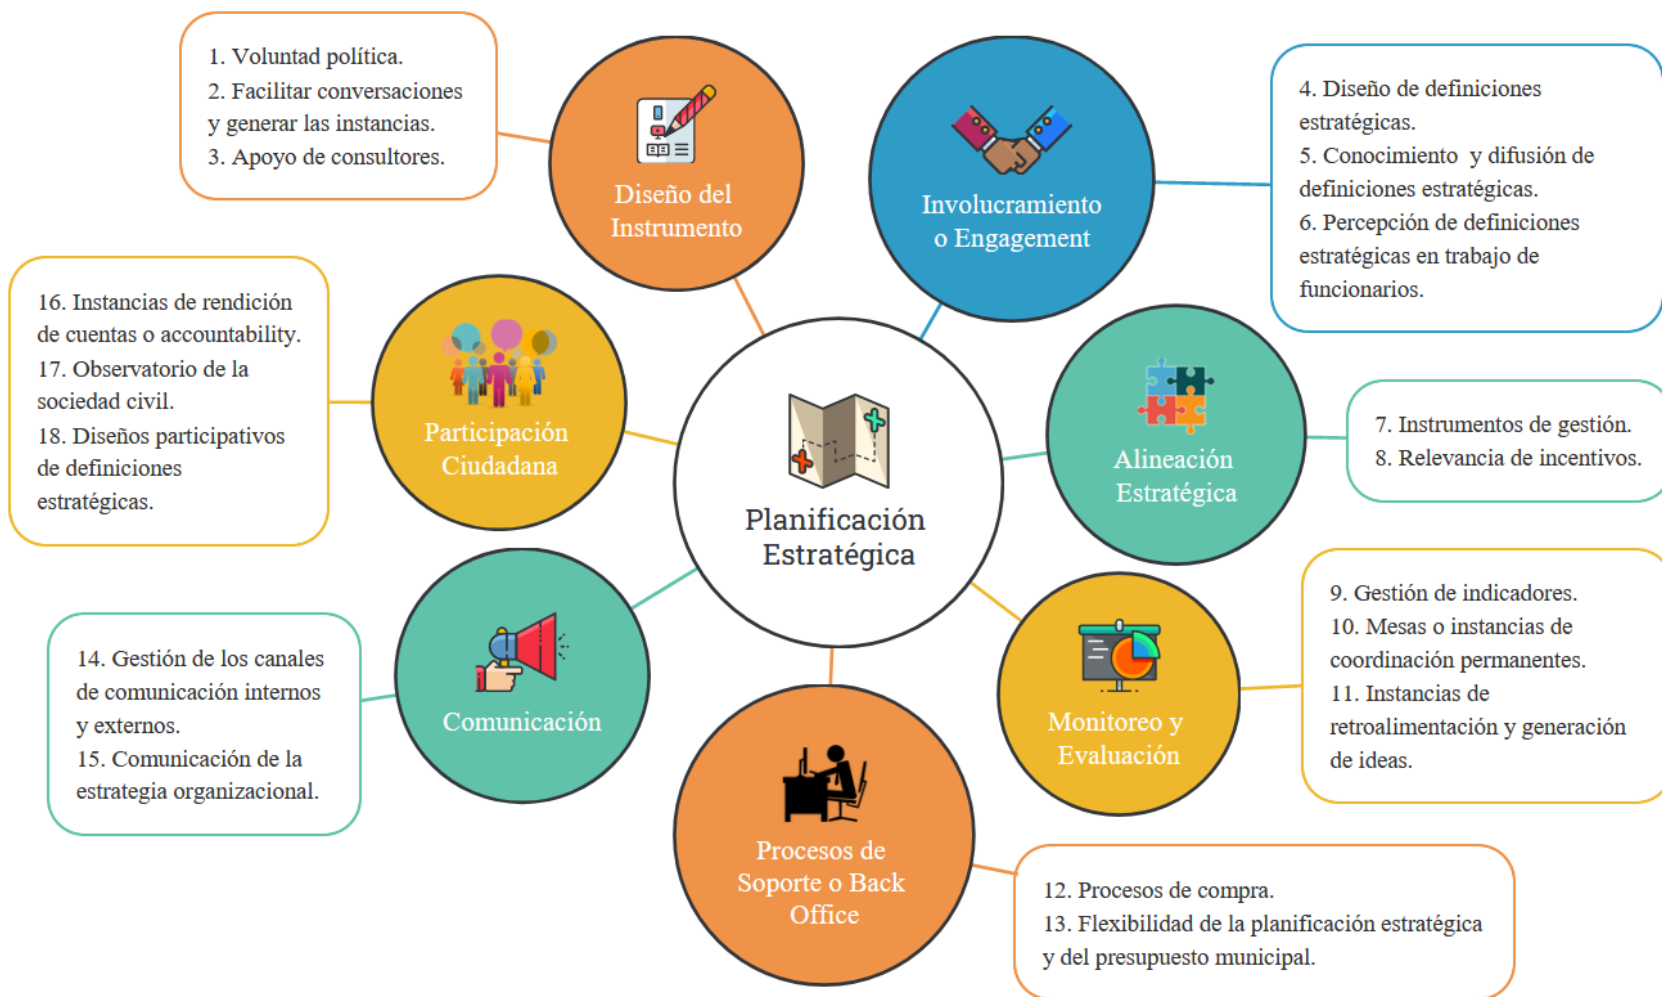 Planificación
Estratégica
Diseño del
Instrumento
1. Voluntad política.
2. Facilitar conversaciones
y generar las instancias.
3. Apoyo de consultores.
Involucramiento
o Engagement
4. Diseño de definiciones
estratégicas.
5. Conocimiento y difusión de
definiciones estratégicas.
6. Percepción de definiciones
estratégicas en trabajo de
funcionarios.
Alineación
Estratégica
7. Instrumentos de gestión.
8. Relevancia de incentivos.
Monitoreo y
Evaluación
9. Gestión de indicadores.
10. Mesas o instancias de
coordinación permanentes.
11. Instancias de
retroalimentación y generación
de ideas.
Procesos de
Soporte o Back
Office
12. Procesos de compra.
13. Flexibilidad de la planificación estratégica
y del presupuesto municipal.
Comunicación
14. Gestión de los canales
de comunicación internos
y externos.
15. Comunicación de la
estrategia organizacional.
Participación
Ciudadana
16. Instancias de rendición
de cuentas o accountability.
17. Observatorio de la
sociedad civil.
18. Diseños participativos
de definiciones
estratégicas.